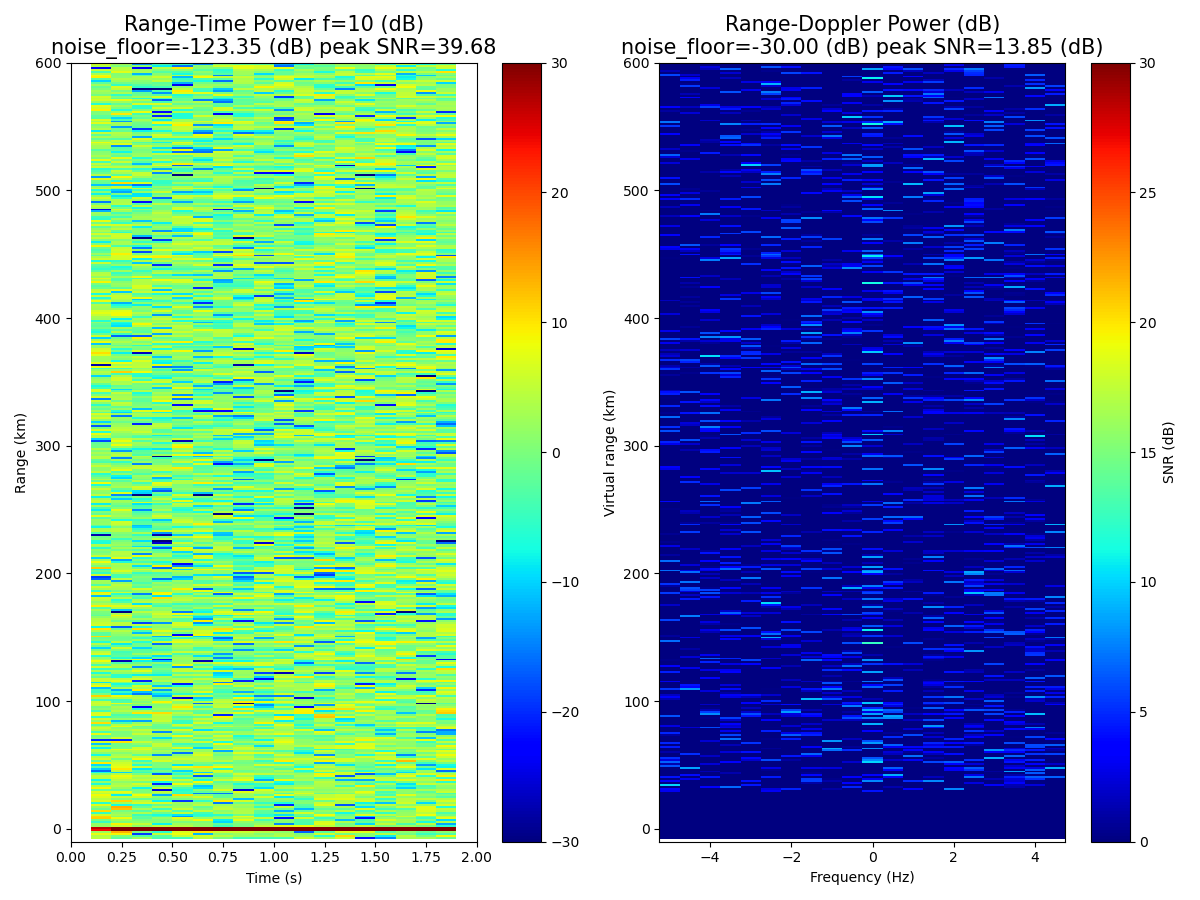 Range-Time Power f=10 (dB)
noise_floor=-123.35 (dB) peak SNR=39.68
Range-Doppler Power (dB)
noise_floor=-30.00 (dB) peak SNR=13.85 (dB)
600
500
400
300
200
100
0
Range (km)
0.00 0.25 0.50 0.75 1.00 1.25 1.50 1.75 2.00
Time (s)
30
20
10
0
−10
−20
−30
600
500
400
300
200
100
0
Virtual range (km)
−4 −2 0 2 4
Frequency (Hz)
30
25
20
15
10
5
0
SNR (dB)